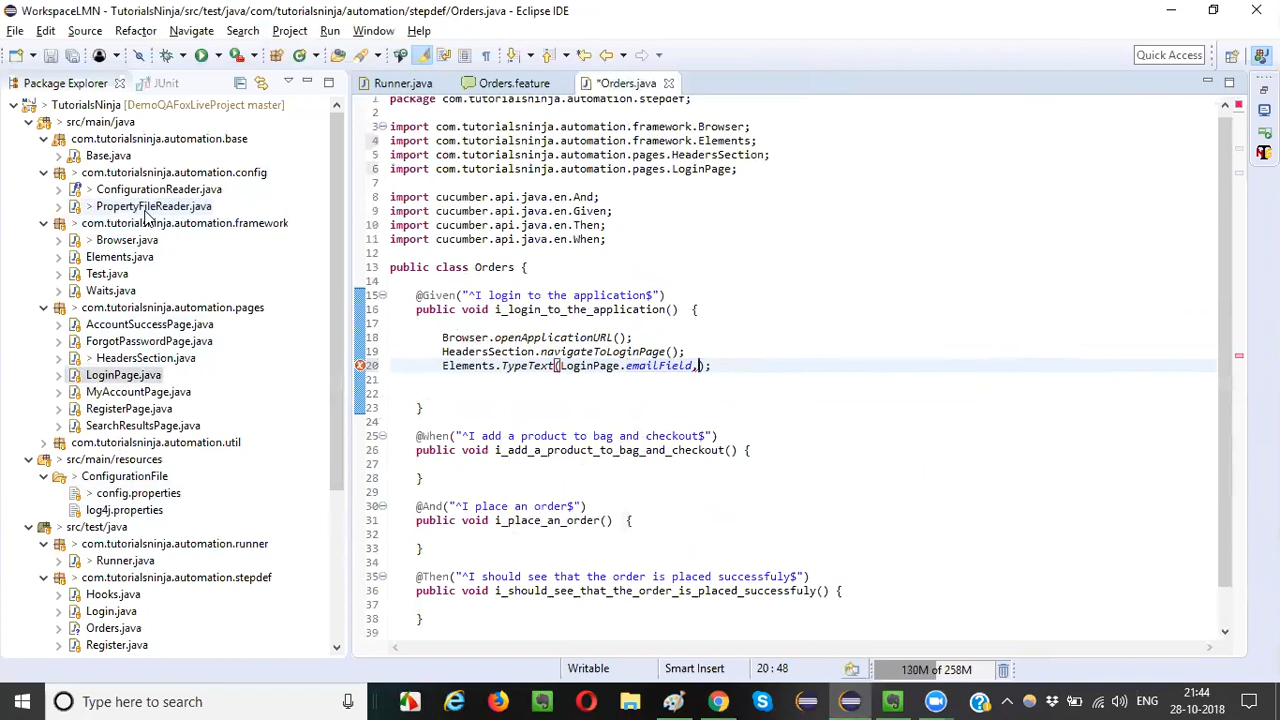 WorkspaceLMN - TutorialsNinja/src/test/java/com/tutorialsninja/automation/stepdef/Orders.java - Eclipse IDE
File Edit Source Refactor Navigate Search Project Run Window Help
Quick Access
Package Explorer JUnit
Runner.java Orders.feature *Orders.java
> TutorialsNinja [DemoQAFoxLiveProject master]
> src/main/java
com.tutorialsninja.automation.base
Base.java
> com.tutorialsninja.automation.config
> ConfigurationReader.java
> PropertyFileReader.java
> com.tutorialsninja.automation.framework
> Browser.java
Elements.java
Test.java
Waits.java
> com.tutorialsninja.automation.pages
AccountSuccessPage.java
ForgotPasswordPage.java
> HeadersSection.java
LoginPage.java
MyAccountPage.java
RegisterPage.java
SearchResultsPage.java
com.tutorialsninja.automation.util
> src/main/resources
> ConfigurationFile
> config.properties
log4j.properties
> src/test/java
> com.tutorialsninja.automation.runner
> Runner.java
> com.tutorialsninja.automation.stepdef
Hooks.java
Login.java
Orders.java
Register.java
1 package com.tutorialsninja.automation.stepdef;
2
3 import com.tutorialsninja.automation.framework.Browser;
4 import com.tutorialsninja.automation.framework.Elements;
5 import com.tutorialsninja.automation.pages.HeadersSection;
6 import com.tutorialsninja.automation.pages.LoginPage;
7
8 import cucumber.api.java.en.And;
9 import cucumber.api.java.en.Given;
10 import cucumber.api.java.en.Then;
11 import cucumber.api.java.en.When;
12
13 public class Orders {
14
15 @Given("^I login to the application$")
16 public void i_login_to_the_application() {
17
18 Browser.openApplicationURL();
19 HeadersSection.navigateToLoginPage();
20 Elements.TypeText(LoginPage.emailField,);
21
22
23 }
24
25 @When("^I add a product to bag and checkout$")
26 public void i_add_a_product_to_bag_and_checkout() {
27
28 }
29
30 @And("^I place an order$")
31 public void i_place_an_order() {
32
33 }
34
35 @Then("^I should see that the order is placed successfuly$")
36 public void i_should_see_that_the_order_is_placed_successfuly() {
37
38 }
39
Writable Smart Insert 20 : 48 130M of 258M
Type here to search
ENG
21:44
28-10-2018